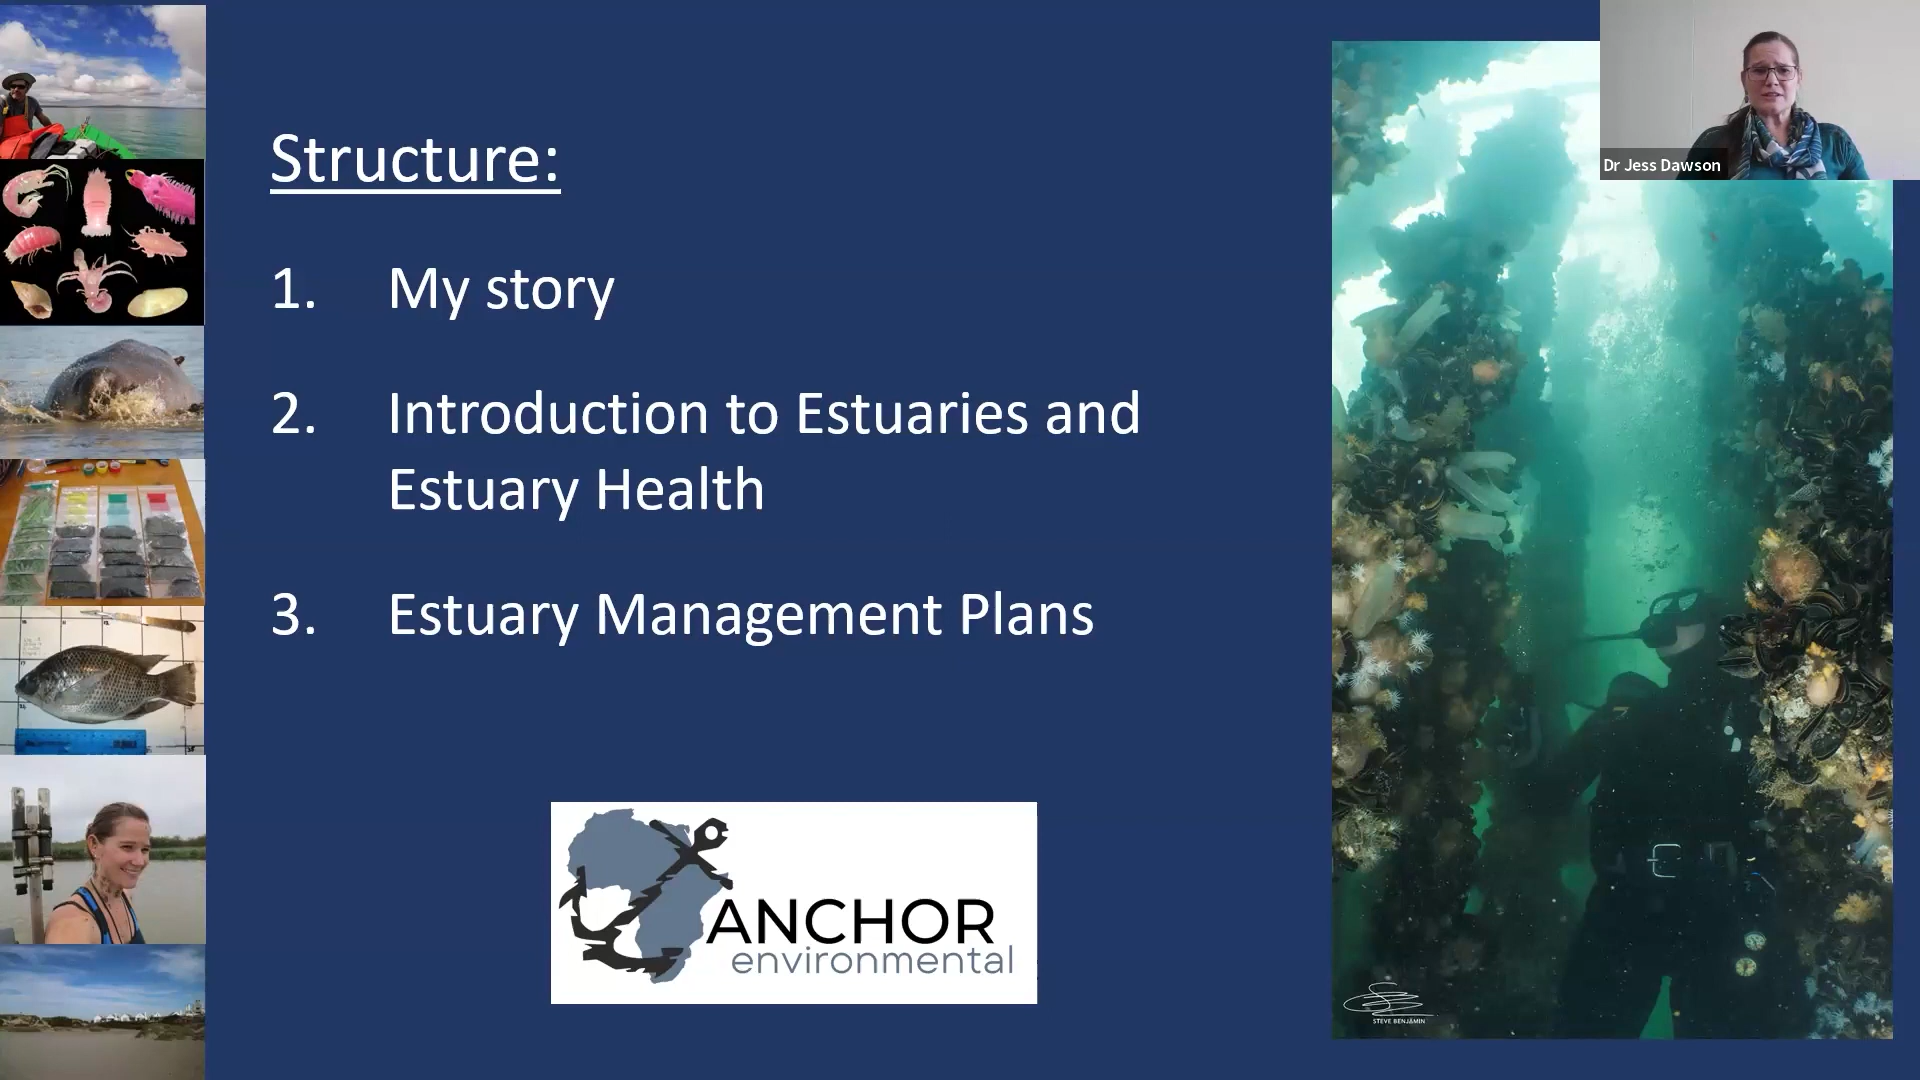 Structure:
1. My story
2. Introduction to Estuaries and
Estuary Health
3. Estuary Management Plans
ANCHOR
environmental
Dr Jess Dawson
STEVE BENJAMIN